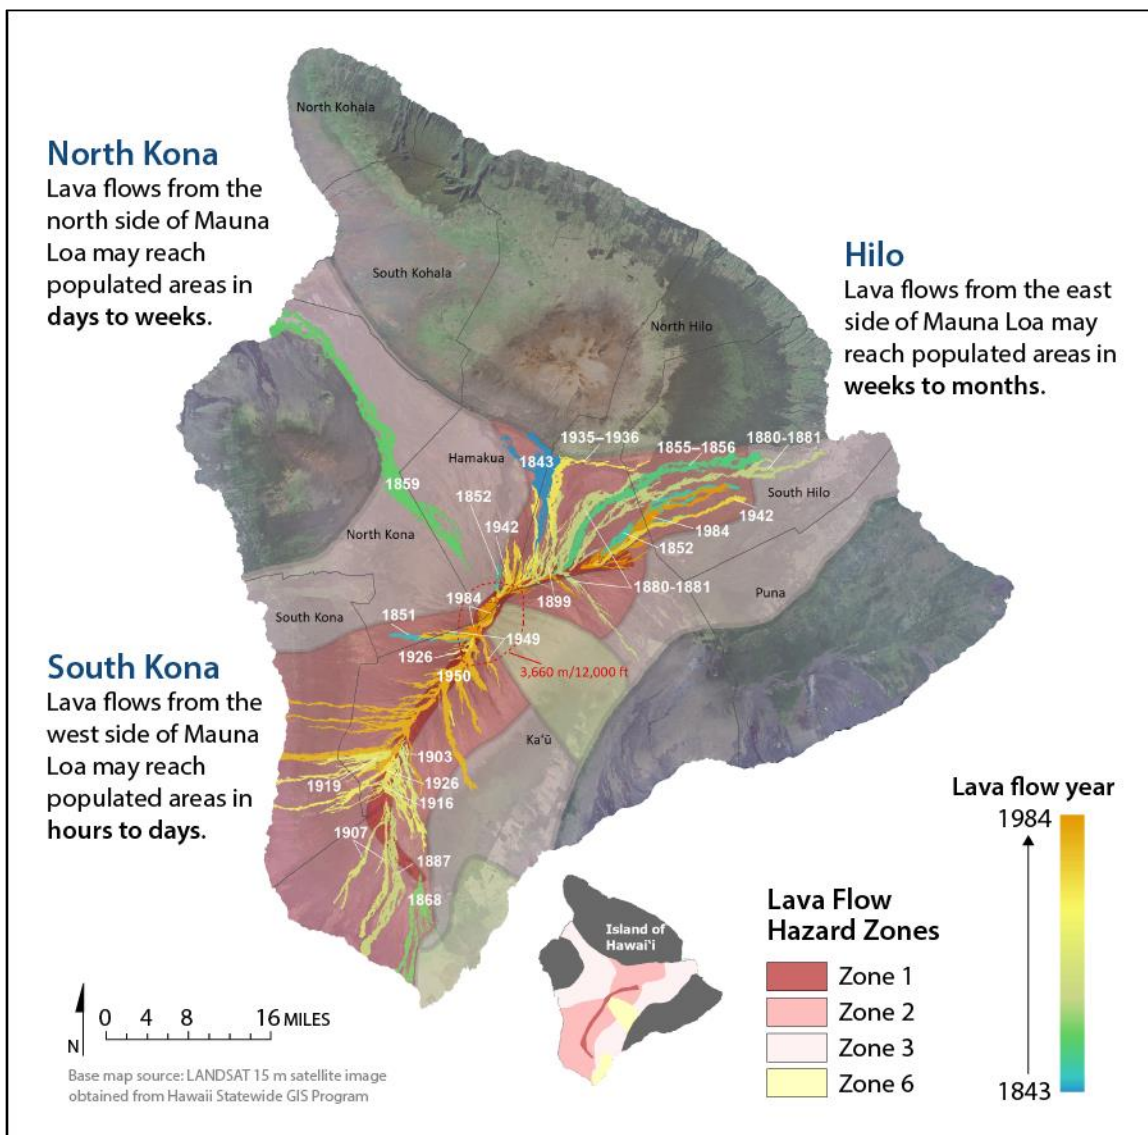 North Kona
Lava flows from the
north side of Mauna
Loa may reach
populated areas in
days to weeks.
Hilo
Lava flows from the east
side of Mauna Loa may
reach populated areas in
weeks to months.
South Kona
Lava flows from the
west side of Mauna
Loa may reach
populated areas in
hours to days.
North Kohala
South Kohala
North Hilo
Hamakua
1843
1935–1936
1855–1856
1880-1881
South Hilo
1859
1852
1942
1942
1984
1852
North Kona
1880-1881
1899
Puna
1984
South Kona
1851
1949
1926
3,660 m/12,000 ft
1950
Ka'ū
1903
1919
1926
1916
1907
1887
1868
Lava flow year
1984
1843
Island of
Hawai'i
Lava Flow
Hazard Zones
Zone 1
Zone 2
Zone 3
Zone 6
0 4 8 16 MILES
N
Base map source: LANDSAT 15 m satellite image
obtained from Hawaii Statewide GIS Program